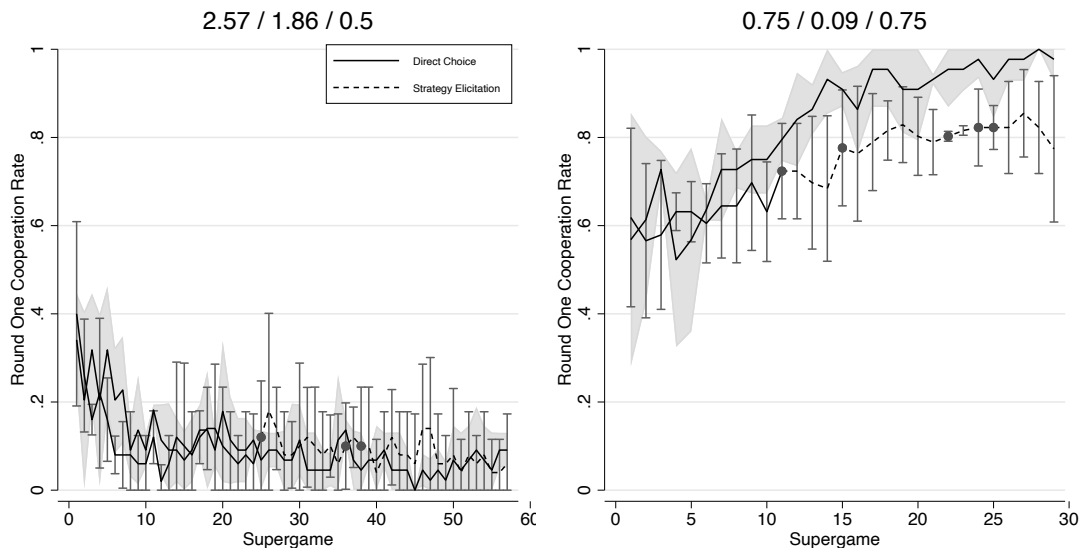 2.57 / 1.86 / 0.5
Direct Choice
Strategy Elicitation
Round One Cooperation Rate
1
.8
.6
.4
.2
0
0 10 20 30 40 50 60
Supergame
0.75 / 0.09 / 0.75
Round One Cooperation Rate
1
.8
.6
.4
.2
0
0 5 10 15 20 25 30
Supergame